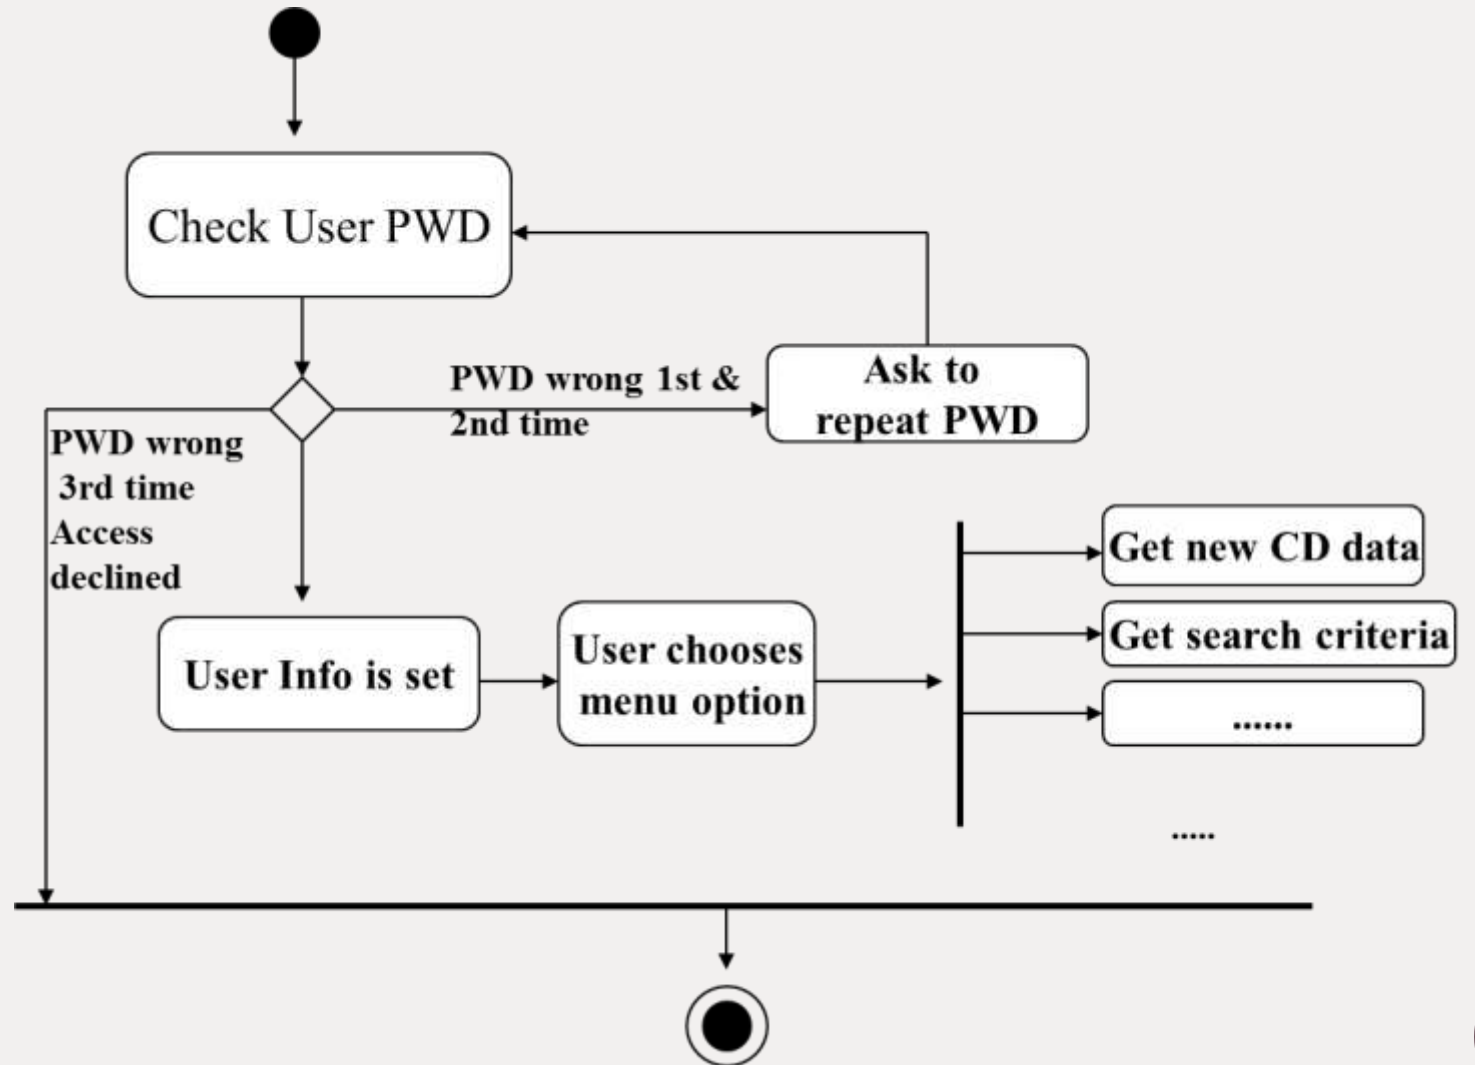 Check User PWD
PWD wrong 1st &
2nd time
Ask to
repeat PWD
PWD wrong
3rd time
Access
declined
User Info is set
User chooses
menu option
Get new CD data
Get search criteria
......
.....